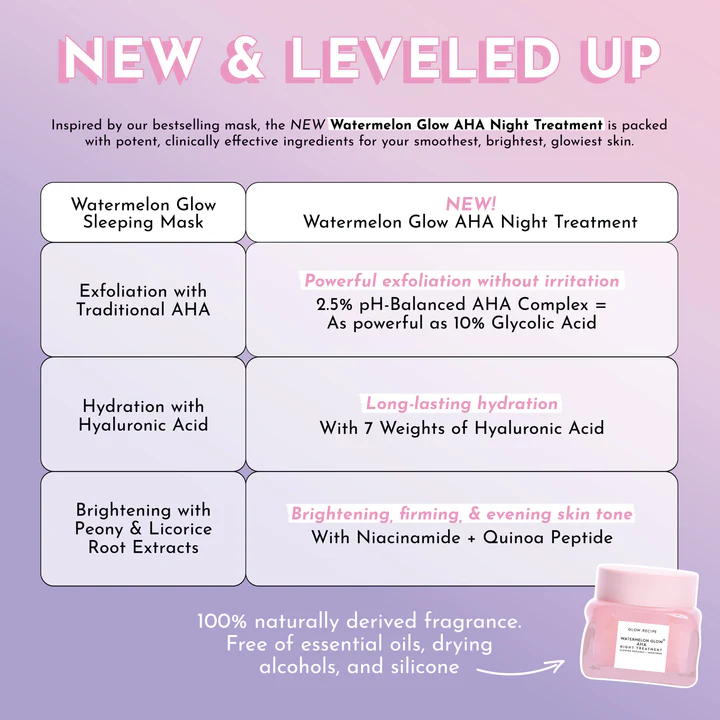 NEW & LEVELED UP
Inspired by our bestselling mask, the NEW Watermelon Glow AHA Night Treatment is packed
with potent, clinically effective ingredients for your smoothest, brightest, glowiest skin.
Watermelon Glow
Sleeping Mask
NEW!
Watermelon Glow AHA Night Treatment
Exfoliation with
Traditional AHA
Powerful exfoliation without irritation
2.5% pH-Balanced AHA Complex =
As powerful as 10% Glycolic Acid
Hydration with
Hyaluronic Acid
Long-lasting hydration
With 7 Weights of Hyaluronic Acid
Brightening with
Peony & Licorice
Root Extracts
Brightening, firming, & evening skin tone
With Niacinamide + Quinoa Peptide
100% naturally derived fragrance.
Free of essential oils, drying
alcohols, and silicone
GLOW RECIPE
WATERMELON GLOW®
AHA
NIGHT TREATMENT